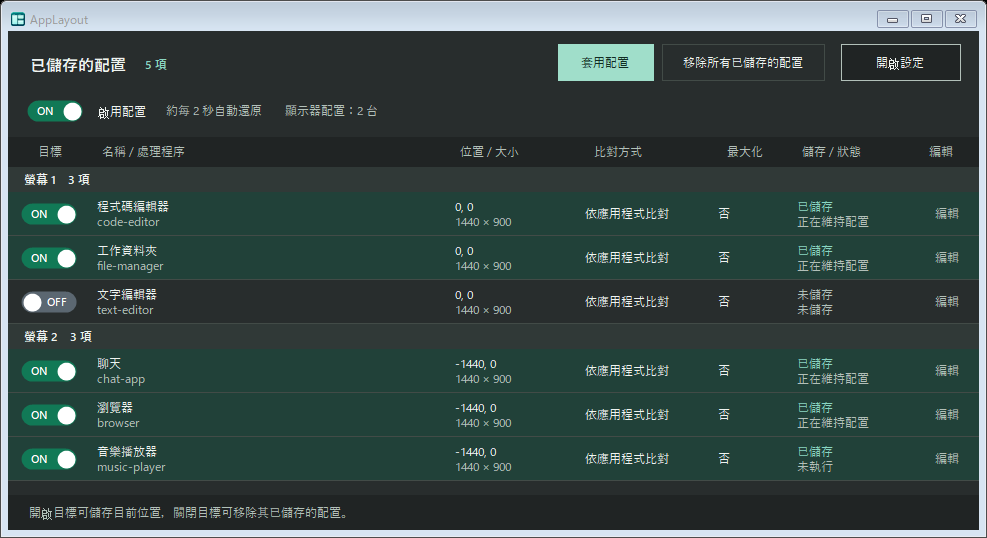 AppLayout
已儲存的配置 5 項
套用配置 移除所有已儲存的配置 開啟設定
ON 啟用配置 約每 2 秒自動還原 顯示器配置：2 台
目標 名稱 / 處理程序 位置 / 大小 比對方式 最大化 儲存 / 狀態 編輯
螢幕 1 3 項
ON 程式碼編輯器 0, 0 依應用程式比對 否 已儲存 編輯
code-editor 1440 × 900 正在維持配置
ON 工作資料夾 0, 0 依應用程式比對 否 已儲存 編輯
file-manager 1440 × 900 正在維持配置
OFF 文字編輯器 0, 0 依應用程式比對 否 未儲存 編輯
text-editor 1440 × 900 未儲存
螢幕 2 3 項
ON 聊天 -1440, 0 依應用程式比對 否 已儲存 編輯
chat-app 1440 × 900 正在維持配置
ON 瀏覽器 -1440, 0 依應用程式比對 否 已儲存 編輯
browser 1440 × 900 正在維持配置
ON 音樂播放器 -1440, 0 依應用程式比對 否 已儲存 編輯
music-player 1440 × 900 未執行
開啟目標可儲存目前位置，關閉目標可移除其已儲存的配置。